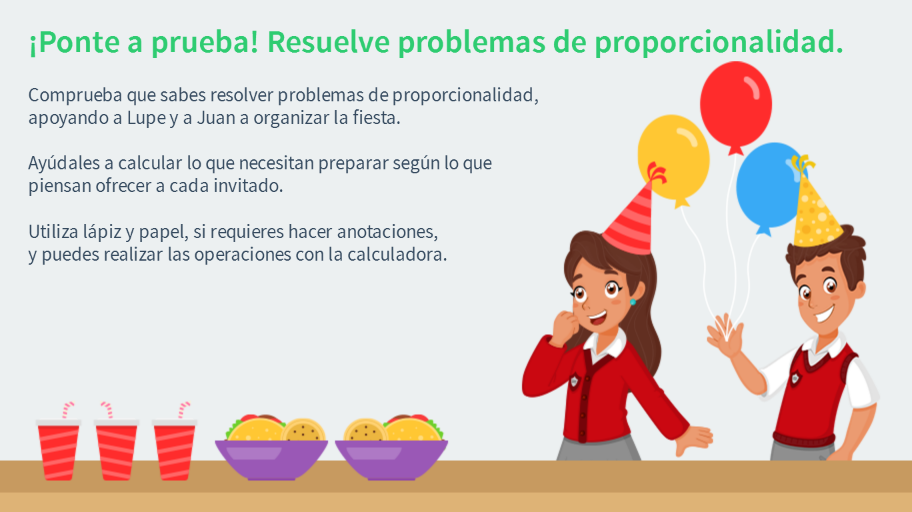 ¡Ponte a prueba! Resuelve problemas de proporcionalidad.
Comprueba que sabes resolver problemas de proporcionalidad,
apoyando a Lupe y a Juan a organizar la fiesta.
Ayúdales a calcular lo que necesitan preparar según lo que
piensan ofrecer a cada invitado.
Utiliza lápiz y papel, si requieres hacer anotaciones,
y puedes realizar las operaciones con la calculadora.